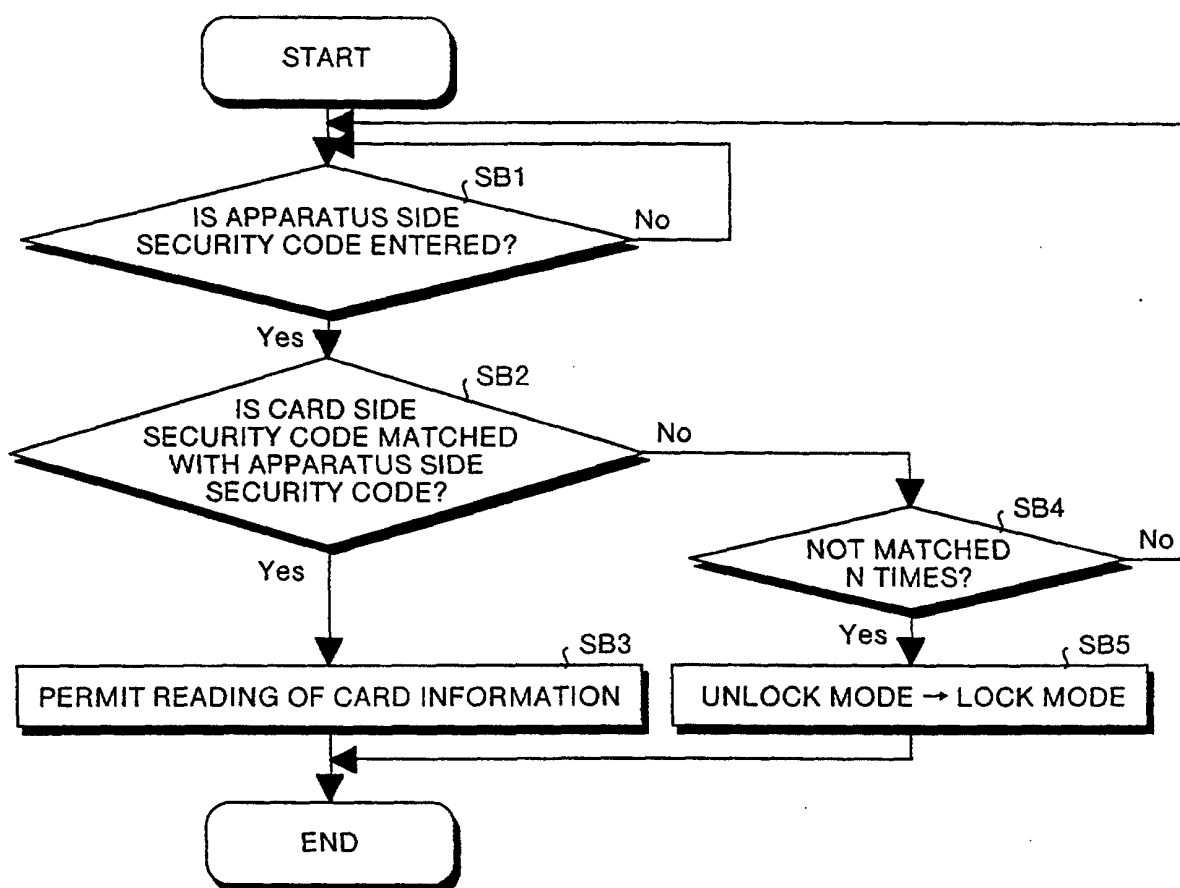 START
SB1
IS APPARATUS SIDE
SECURITY CODE ENTERED?
No
Yes
SB2
IS CARD SIDE
SECURITY CODE MATCHED
WITH APPARATUS SIDE
SECURITY CODE?
No
SB4
NOT MATCHED
N TIMES?
No
Yes
Yes
SB3
PERMIT READING OF CARD INFORMATION
SB5
UNLOCK MODE → LOCK MODE
END